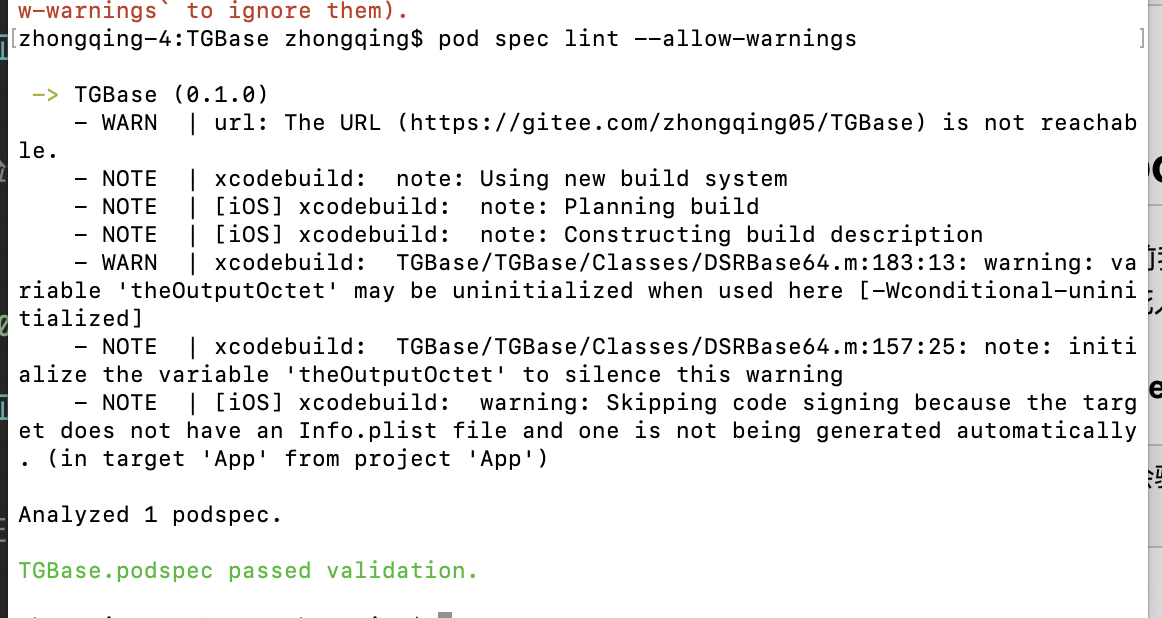 w-warnings` to ignore them).
[zhongqing-4:TGBase zhongqing$ pod spec lint --allow-warnings ]
-> TGBase (0.1.0)
- WARN | url: The URL (https://gitee.com/zhongqing05/TGBase) is not reachab
le.
- NOTE | xcodebuild: note: Using new build system
- NOTE | [iOS] xcodebuild: note: Planning build
- NOTE | [iOS] xcodebuild: note: Constructing build description
- WARN | xcodebuild: TGBase/TGBase/Classes/DSRBase64.m:183:13: warning: va
riable 'theOutputOctet' may be uninitialized when used here [-Wconditional-unini
tialized]
- NOTE | xcodebuild: TGBase/TGBase/Classes/DSRBase64.m:157:25: note: initi
alize the variable 'theOutputOctet' to silence this warning
- NOTE | [iOS] xcodebuild: warning: Skipping code signing because the targ
et does not have an Info.plist file and one is not being generated automatically
. (in target 'App' from project 'App')
Analyzed 1 podspec.
TGBase.podspec passed validation.